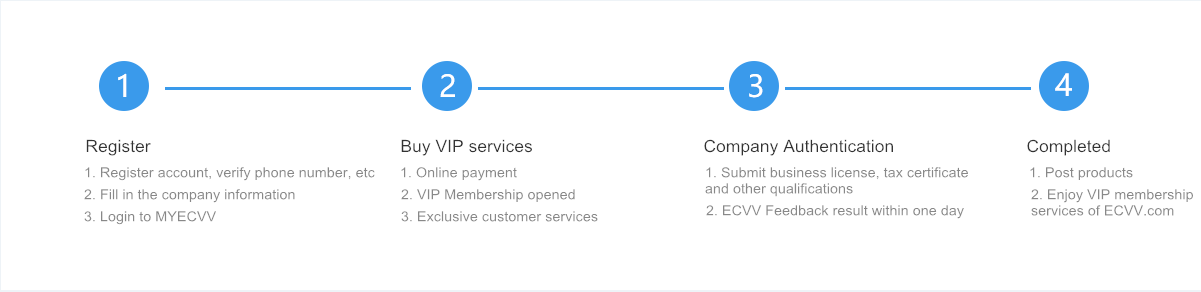 1
2
3
4
Register
1. Register account, verify phone number, etc
2. Fill in the company information
3. Login to MYECVV
Buy VIP services
1. Online payment
2. VIP Membership opened
3. Exclusive customer services
Company Authentication
1. Submit business license, tax certificate
and other qualifications
2. ECVV Feedback result within one day
Completed
1. Post products
2. Enjoy VIP membership
services of ECVV.com